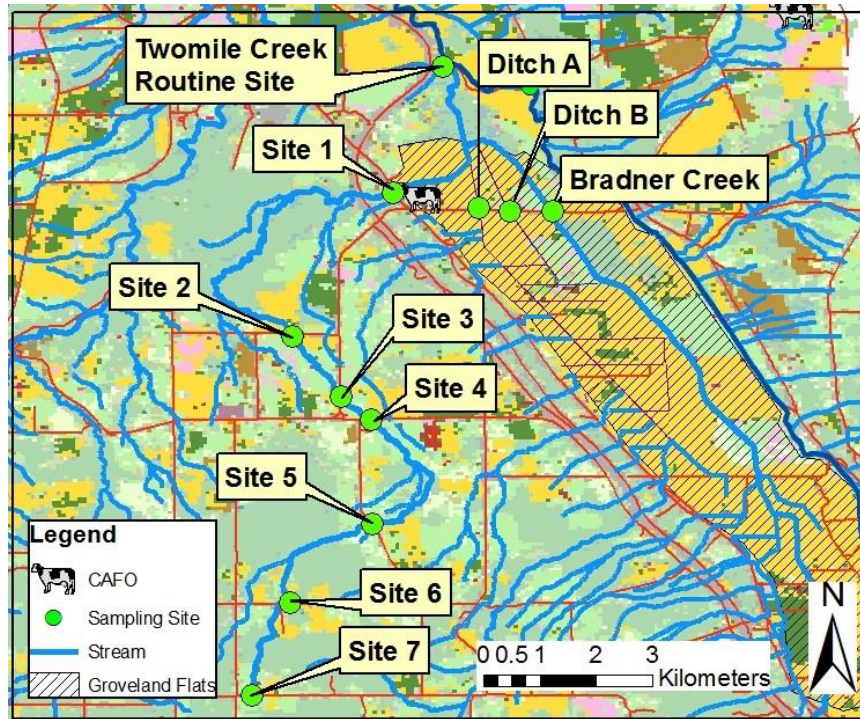 Twomile Creek
Routine Site
Ditch A
Ditch B
Site 1
Bradner Creek
Site 2
Site 3
Site 4
Site 5
Site 6
Site 7
Legend
CAFO
Sampling Site
Stream
Groveland Flats
0 0.5 1 2 3
Kilometers
N